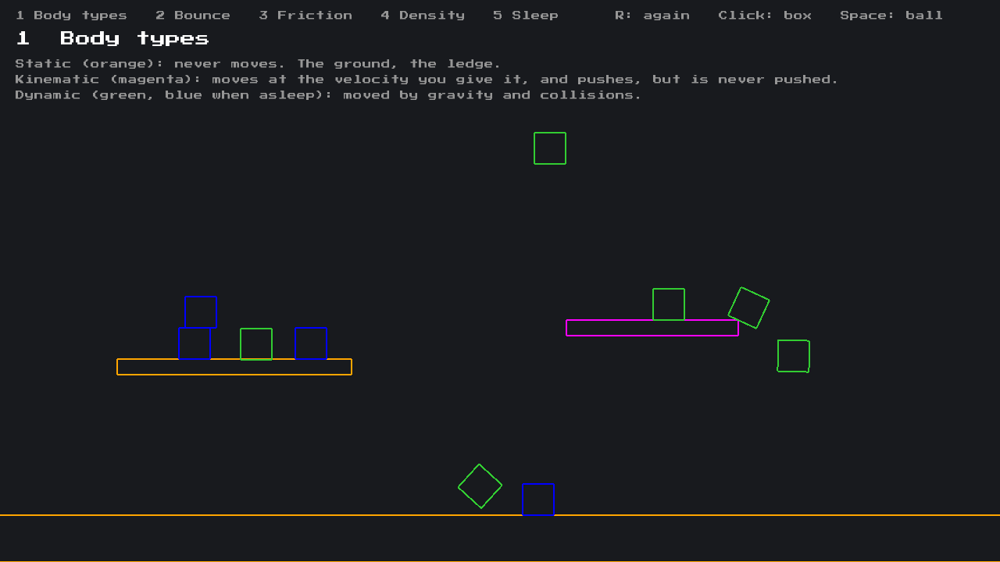 1 Body types   2 Bounce   3 Friction   4 Density   5 Sleep      R: again   Click: box   Space: ball
1  Body types
Static (orange): never moves. The ground, the ledge.
Kinematic (magenta): moves at the velocity you give it, and pushes, but is never pushed.
Dynamic (green, blue when asleep): moved by gravity and collisions.